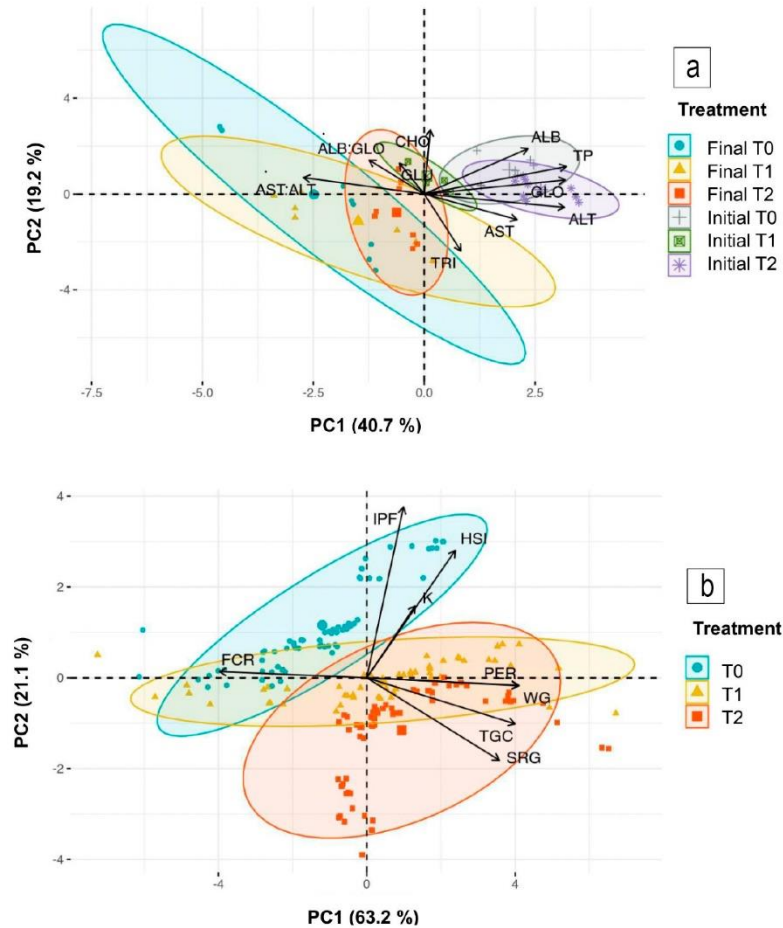 a
Treatment
Final T0
Final T1
Final T2
Initial T0
Initial T1
Initial T2
PC2 (19.2 %)
4
0
-4
CHO
ALB
ALB:GLO
TP
GLU
AST:ALT
GLO
ALT
AST
TRI
-7.5
-5.0
-2.5
0.0
2.5
PC1 (40.7 %)
b
Treatment
T0
T1
T2
PC2 (21.1 %)
4
2
0
-2
-4
IPF
HSI
K
FCR
PER
WG
TGC
SRG
-4
0
4
PC1 (63.2 %)